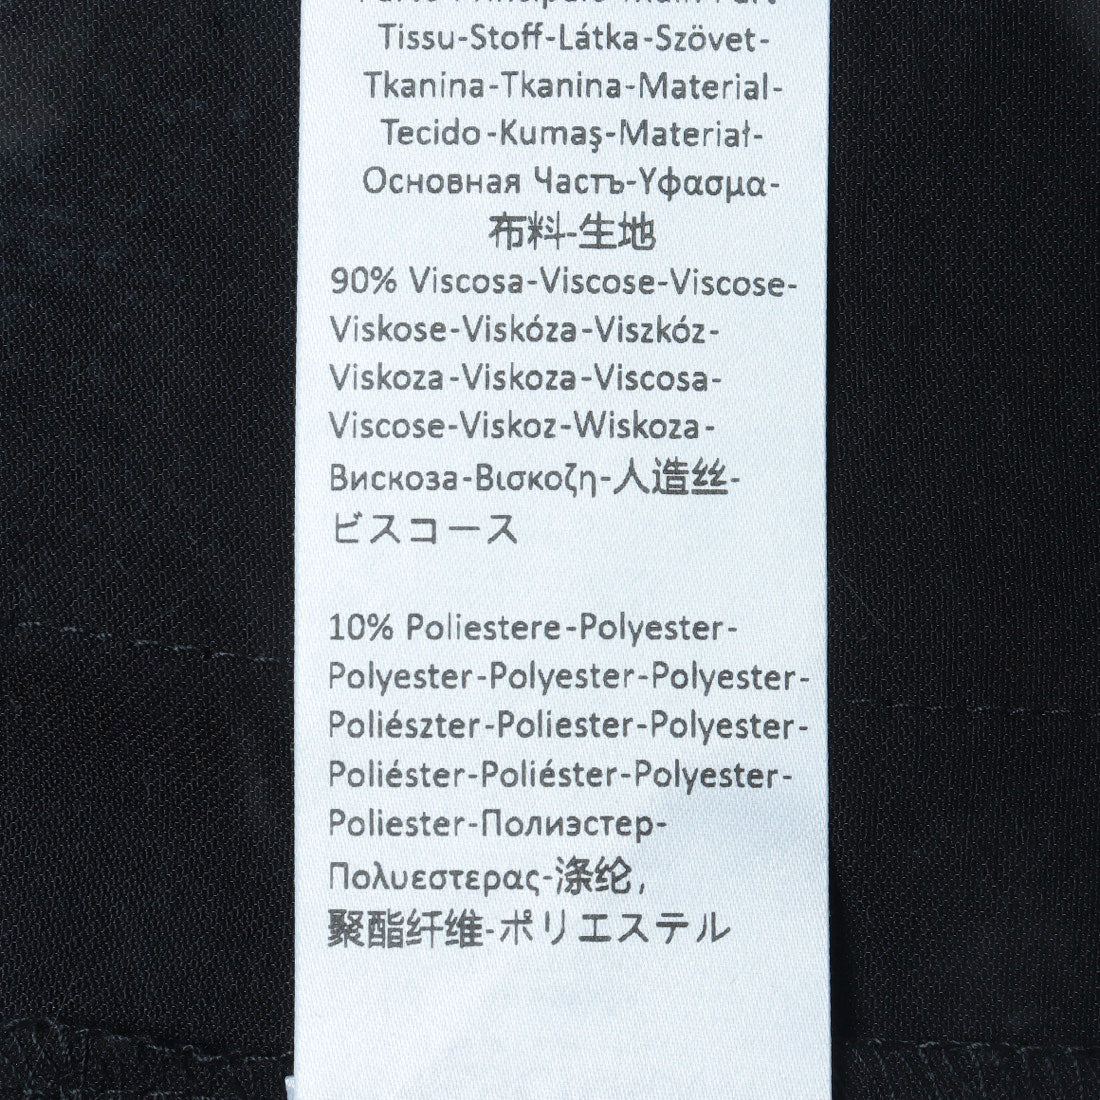 Tissu-Stoff-Látka-Szövet-
Tkanina-Tkanina-Material-
Tecido-Kumaş-Materiał-
Основная Часть-Υφασμα-
布料-生地
90% Viscosa-Viscose-Viscose-
Viskose-Viskóza-Viszkóz-
Viskoza-Viskoza-Viscosa-
Viscose-Viskoz-Wiskoza-
Вискоза-Βισκοζη-人造丝-
ビスコース
10% Poliestere-Polyester-
Polyester-Polyester-Polyester-
Poliészter-Poliester-Polyester-
Poliéster-Poliéster-Polyester-
Poliester-Полиэстер-
Πολυεστερας-涤纶,
聚酯纤维-ポリエステル